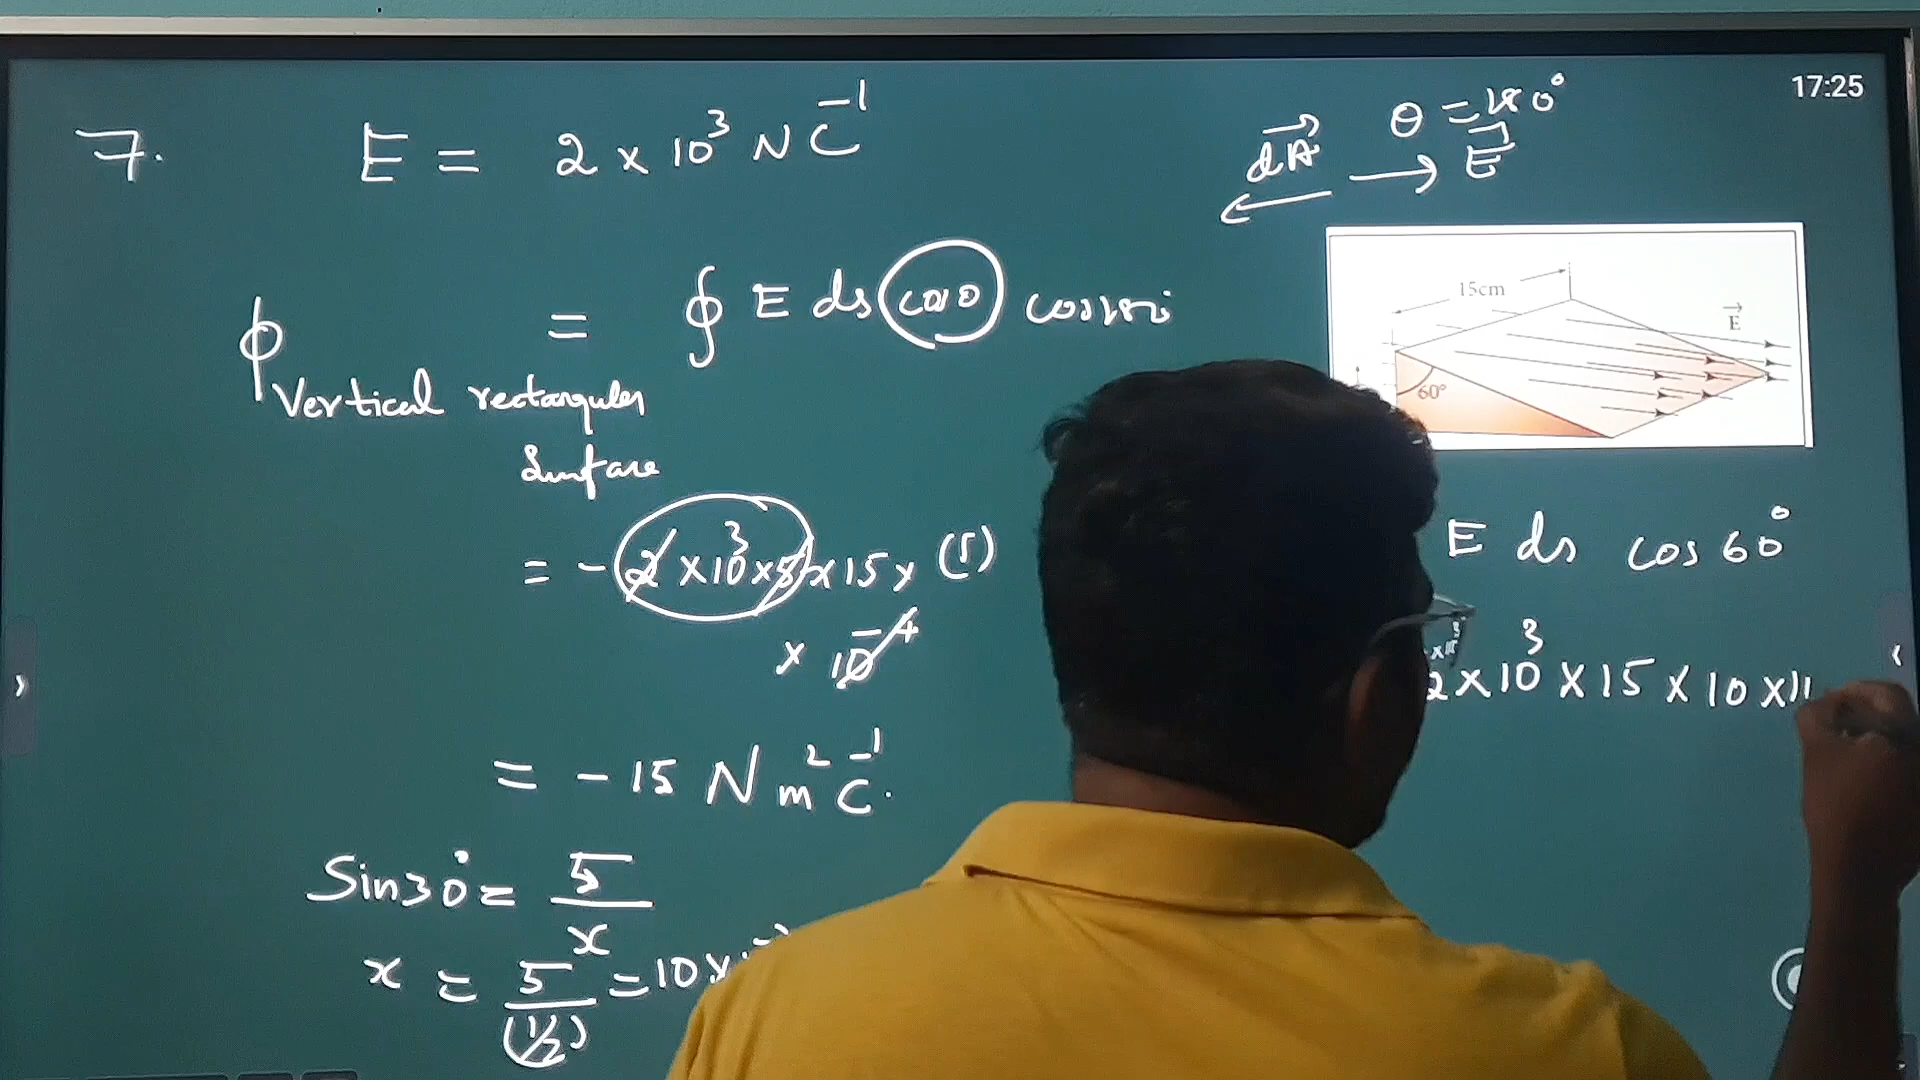 17:25
7. E = 2 × 10³ N C⁻¹
θ = 180°
dA→ E→
ϕ Vertical rectangular Surface = ∮ E ds cos θ cos 180
15cm
E→
60°
= - 2 × 10³ × 5 × 15 × (1)
× 10⁻⁴
= - 15 N m² C⁻¹.
E ds cos 60°
2 × 10³ × 15 × 10 ×
Sin 30° = 5/x
x = 5/(1/2) = 10 ×